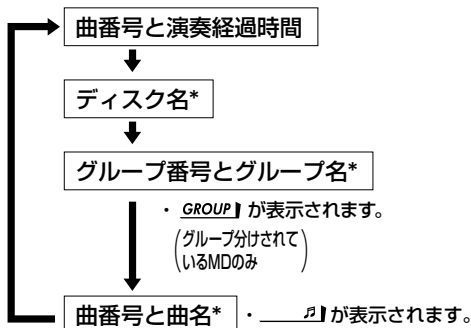 曲番号と演奏経過時間
ディスク名*
グループ番号とグループ名*
・ GROUP が表示されます。
(グループ分けされて
いるMDのみ)
曲番号と曲名* ・ ♬ が表示されます。